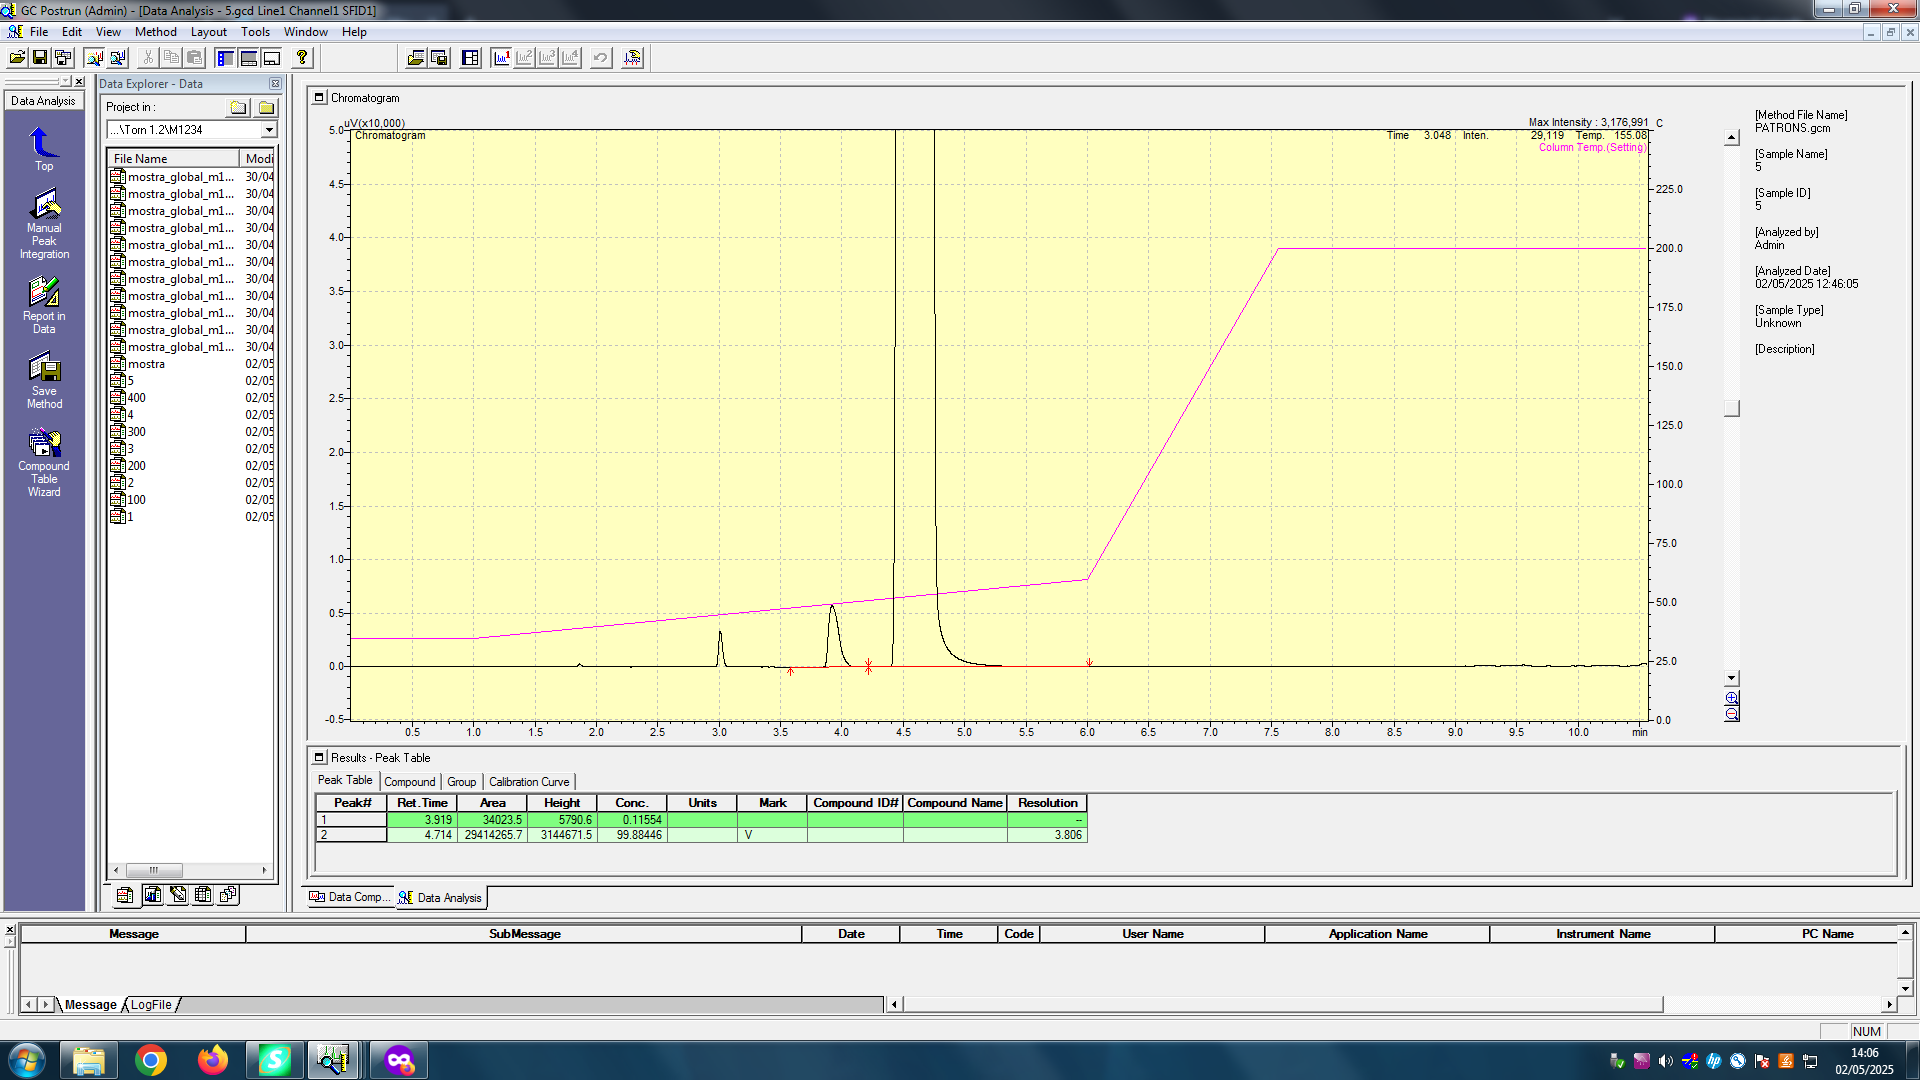 GC Postrun (Admin) - [Data Analysis - 5.gcd Line1 Channel1 SFID1]
File Edit View Method Layout Tools Window Help
Data Analysis
Top
Manual
Peak
Integration
Report in
Data
Save
Method
Compound
Table
Wizard
Data Explorer - Data
Project in :
...\Torn 1.2\M1234
File Name Modi
mostra_global_m1... 30/04
mostra_global_m1... 30/04
mostra_global_m1... 30/04
mostra_global_m1... 30/04
mostra_global_m1... 30/04
mostra_global_m1... 30/04
mostra_global_m1... 30/04
mostra_global_m1... 30/04
mostra_global_m1... 30/04
mostra_global_m1... 30/04
mostra_global_m1... 30/04
mostra 02/05
5 02/05
400 02/05
4 02/05
300 02/05
3 02/05
200 02/05
2 02/05
100 02/05
1 02/05
Chromatogram
uV(x10,000)
Chromatogram
Max Intensity : 3,176,991 C
Time 3.048 Inten. 29,119 Temp. 155.08
Column Temp.(Setting)
5.0
4.5
4.0
3.5
3.0
2.5
2.0
1.5
1.0
0.5
0.0
-0.5
225.0
200.0
175.0
150.0
125.0
100.0
75.0
50.0
25.0
0.0
0.5 1.0 1.5 2.0 2.5 3.0 3.5 4.0 4.5 5.0 5.5 6.0 6.5 7.0 7.5 8.0 8.5 9.0 9.5 10.0 min
[Method File Name]
PATRONS.gcm
[Sample Name]
5
[Sample ID]
5
[Analyzed by]
Admin
[Analyzed Date]
02/05/2025 12:46:05
[Sample Type]
Unknown
[Description]
Results - Peak Table
Peak Table Compound Group Calibration Curve
Peak# Ret.Time Area Height Conc. Units Mark Compound ID# Compound Name Resolution
1 3.919 34023.5 5790.6 0.11554 --
2 4.714 29414265.7 3144671.5 99.88446 V 3.806
Data Comp... Data Analysis
Message SubMessage Date Time Code User Name Application Name Instrument Name PC Name
Message LogFile
NUM
14:06
02/05/2025